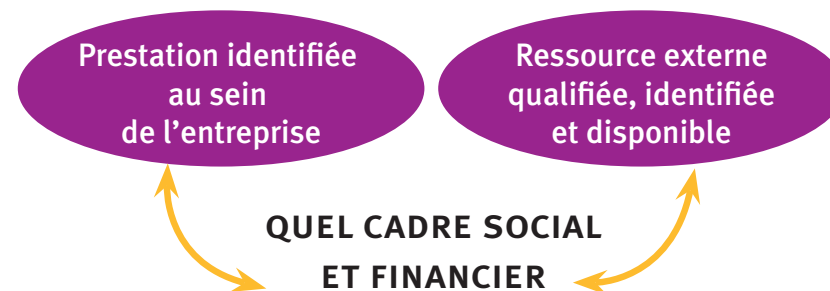 Prestation identifiée
au sein
de l’entreprise
Ressource externe
qualifiée, identifiée
et disponible
QUEL CADRE SOCIAL
ET FINANCIER